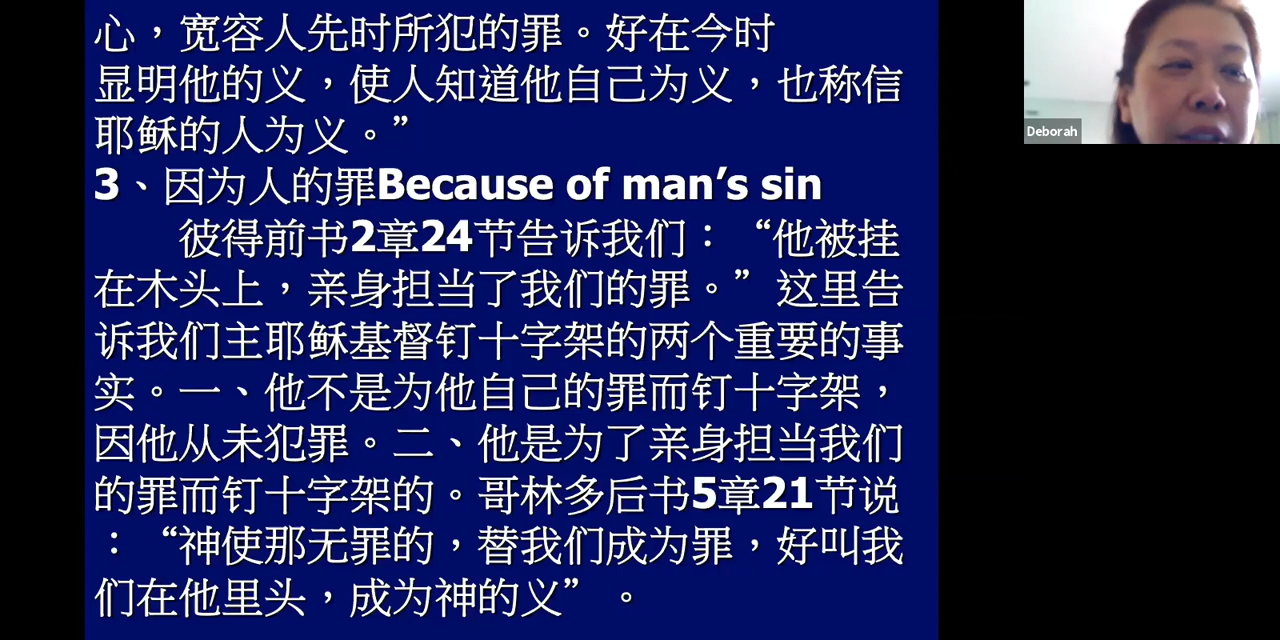 心，宽容人先时所犯的罪。好在今时
显明他的义，使人知道他自己为义，也称信
耶稣的人为义。”
3、因为人的罪Because of man’s sin
彼得前书2章24节告诉我们：“他被挂
在木头上，亲身担当了我们的罪。”这里告
诉我们主耶稣基督钉十字架的两个重要的事
实。一、他不是为他自己的罪而钉十字架，
因他从未犯罪。二、他是为了亲身担当我们
的罪而钉十字架的。哥林多后书5章21节说
：“神使那无罪的，替我们成为罪，好叫我
们在他里头，成为神的义”。
Deborah